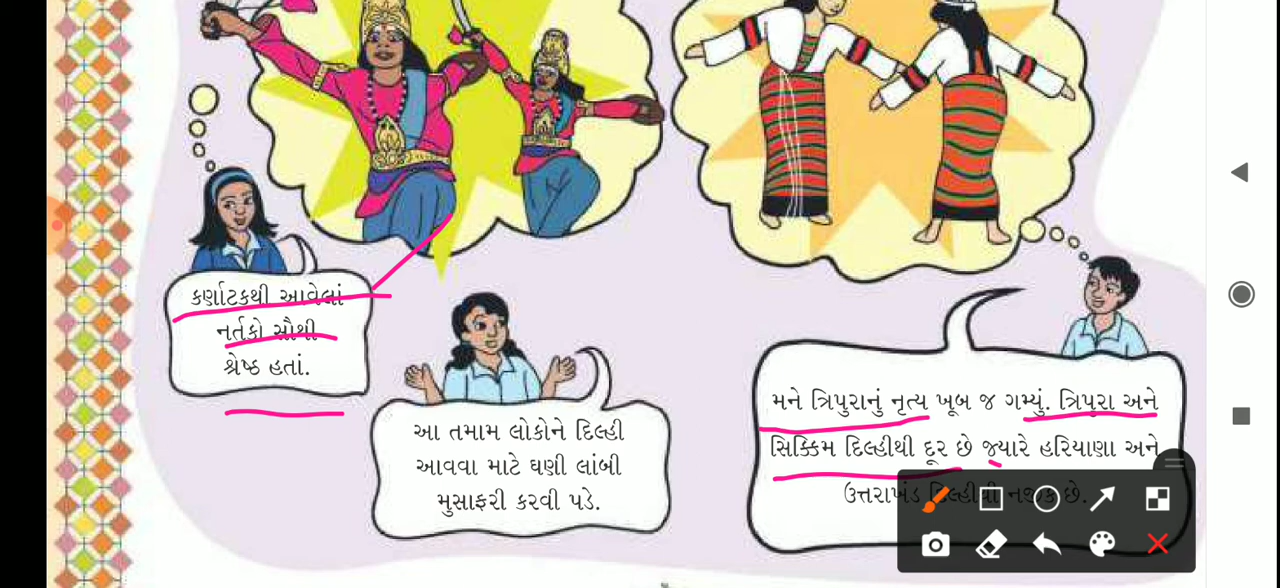 કર્ણાટકથી આવેલાં
નર્તકો સૌથી
શ્રેષ્ઠ હતાં.
આ તમામ લોકોને દિલ્હી
આવવા માટે ઘણી લાંબી
મુસાફરી કરવી પડે.
મને ત્રિપુરાનું નૃત્ય ખૂબ જ ગમ્યું. ત્રિપુરા અને
સિક્કિમ દિલ્હીથી દૂર છે જ્યારે હરિયાણા અને
ઉત્તરાખંડ દિલ્હીથી નજીક છે.